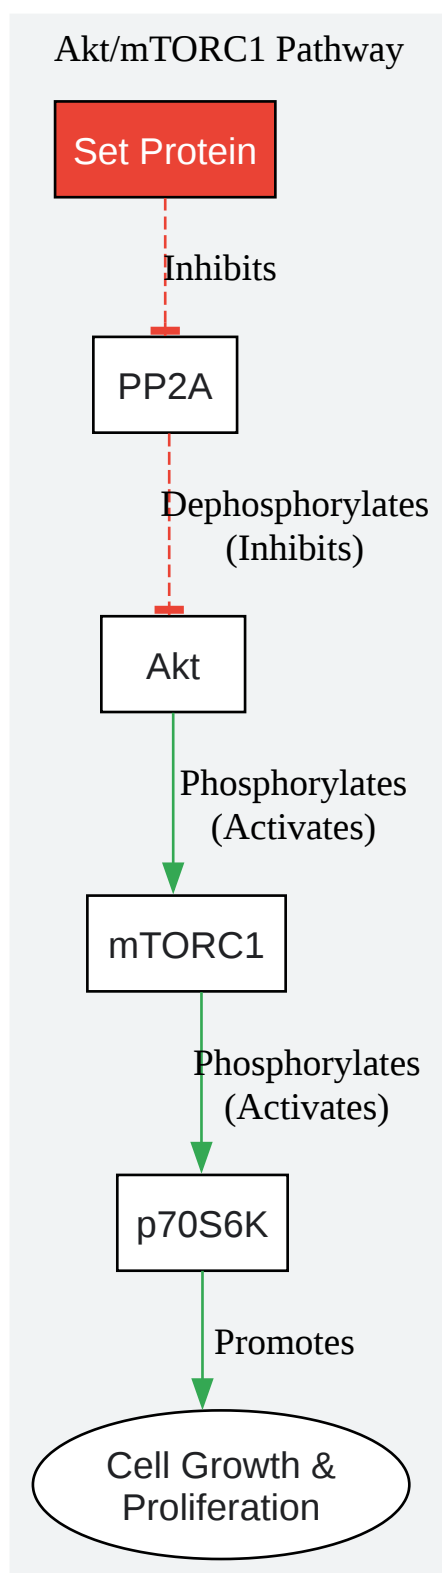 Akt/mTORC1 Pathway
Set Protein
Inhibits
PP2A
Dephosphorylates
(Inhibits)
Akt
Phosphorylates
(Activates)
mTORC1
Phosphorylates
(Activates)
p70S6K
Promotes
Cell Growth &
Proliferation